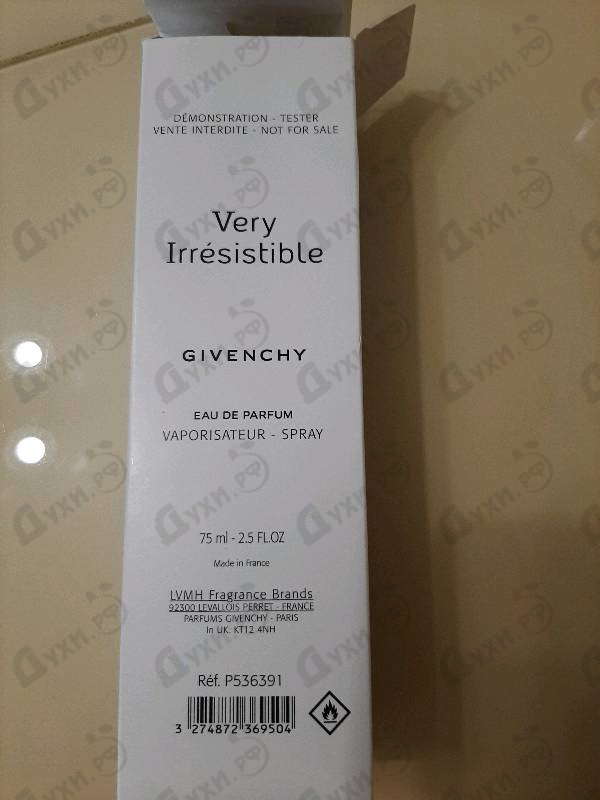 DÉMONSTRATION - TESTER
VENTE INTERDITE - NOT FOR SALE
Very
Irrésistible
GIVENCHY
EAU DE PARFUM
VAPORISATEUR - SPRAY
75 ml - 2.5 FL.OZ
Made in France
LVMH Fragrance Brands
92300 LEVALLOIS PERRET - FRANCE
PARFUMS GIVENCHY - PARIS
In UK. KT12 4NH
Réf. P536391
3 274872 369504
Духи.рф